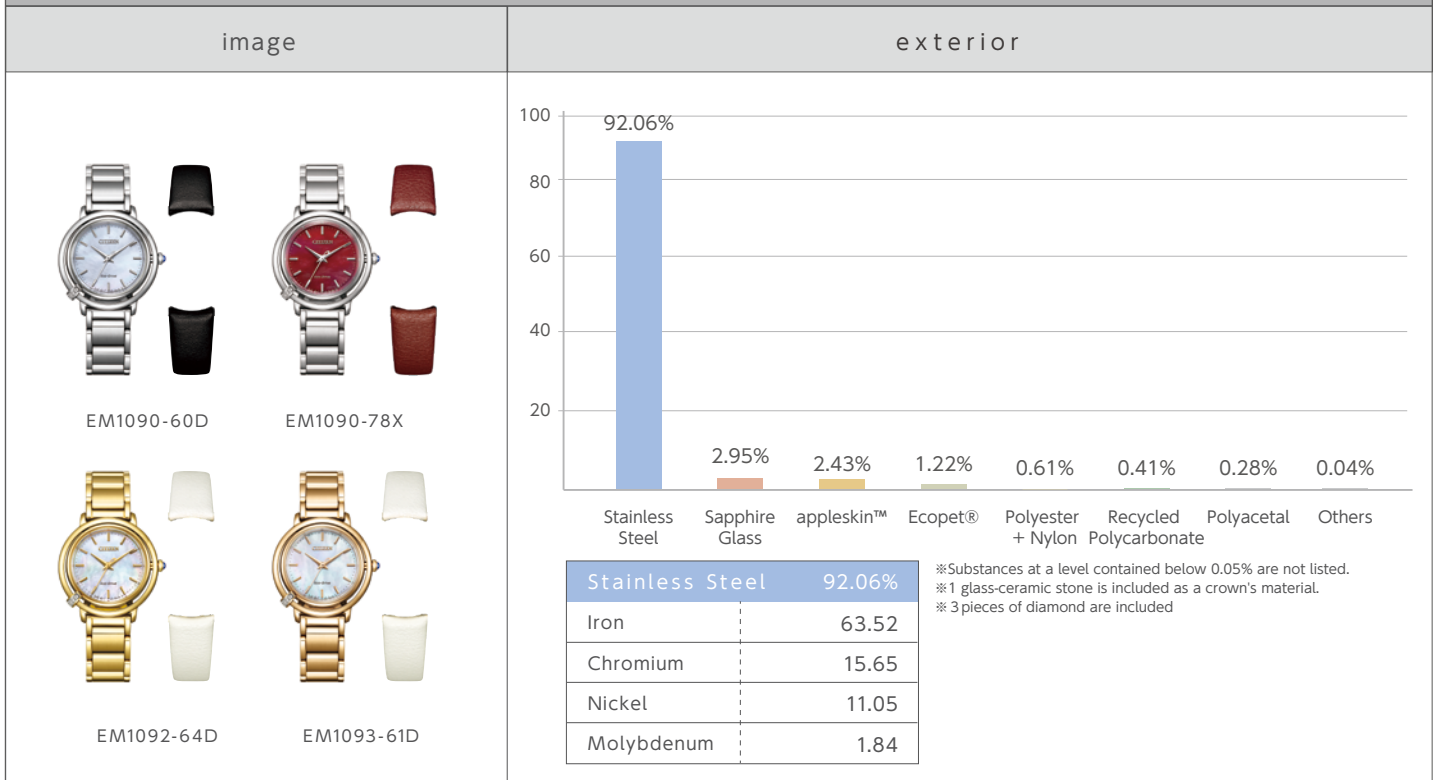 image
exterior
EM1090-60D
EM1090-78X
EM1092-64D
EM1093-61D
100
80
60
40
20
92.06%
2.95%
2.43%
1.22%
0.61%
0.41%
0.28%
0.04%
Stainless
Steel
Sapphire
Glass
appleskin™
Ecopet®
Polyester
+ Nylon
Recycled
Polycarbonate
Polyacetal
Others
Stainless Steel 92.06%
Iron 63.52
Chromium 15.65
Nickel 11.05
Molybdenum 1.84
※Substances at a level contained below 0.05% are not listed.
※1 glass-ceramic stone is included as a crown's material.
※3 pieces of diamond are included
CITIZEN
CITIZEN
CITIZEN
CITIZEN